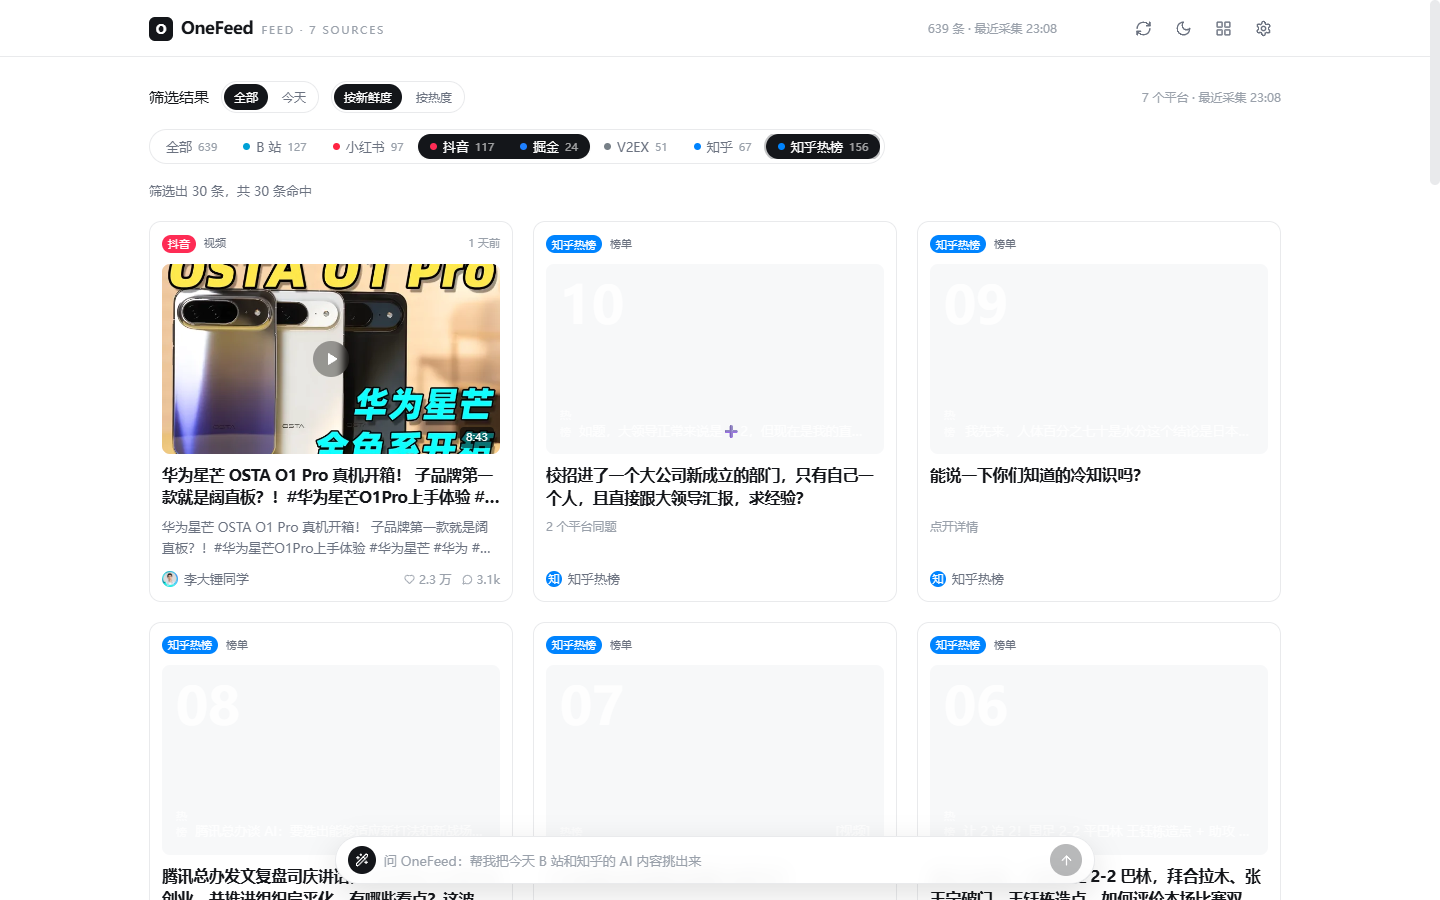 O OneFeed FEED · 7 SOURCES
639 条 · 最近采集 23:08
筛选结果 全部 今天 按新鲜度 按热度
7 个平台 · 最近采集 23:08
全部 639 B 站 127 小红书 97 抖音 117 掘金 24 V2EX 51 知乎 67 知乎热榜 156
筛选出 30 条，共 30 条命中
抖音 视频 1 天前
OSTA O1 Pro
OSTA
华为星芒
全色系开箱
8:43
华为星芒 OSTA O1 Pro 真机开箱！ 子品牌第一
款就是阔直板？！#华为星芒O1Pro上手体验 #...
华为星芒 OSTA O1 Pro 真机开箱！ 子品牌第一款就是阔
直板？！#华为星芒O1Pro上手体验 #华为星芒 #华为 #...
李大锤同学 2.3 万 3.1k
知乎热榜 榜单
10
校招进了一个大公司新成立的部门，只有自己一
个人，且直接跟大领导汇报，求经验？
2 个平台同题
知 知乎热榜
知乎热榜 榜单
09
能说一下你们知道的冷知识吗？
点开详情
知 知乎热榜
知乎热榜 榜单
08
腾讯总办发文复盘司庆讲话
知乎热榜 榜单
07
知乎热榜 榜单
06
2-2 巴林，拜合拉木、张
问 OneFeed：帮我把今天 B 站和知乎的 AI 内容挑出来